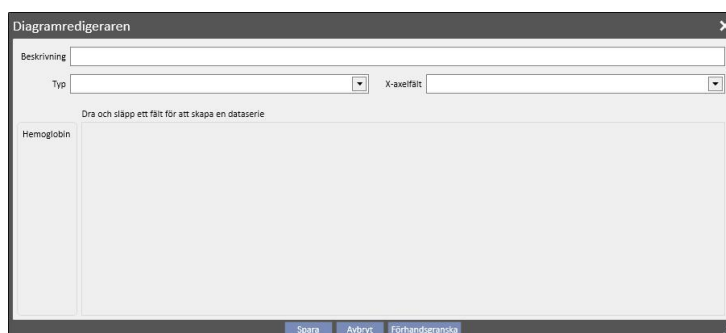 Diagramredigeraren
Beskrivning
Typ X-axelfält
Dra och släpp ett fält för att skapa en dataserie
Hemoglobin
Spara Avbryt Förhandsgranska